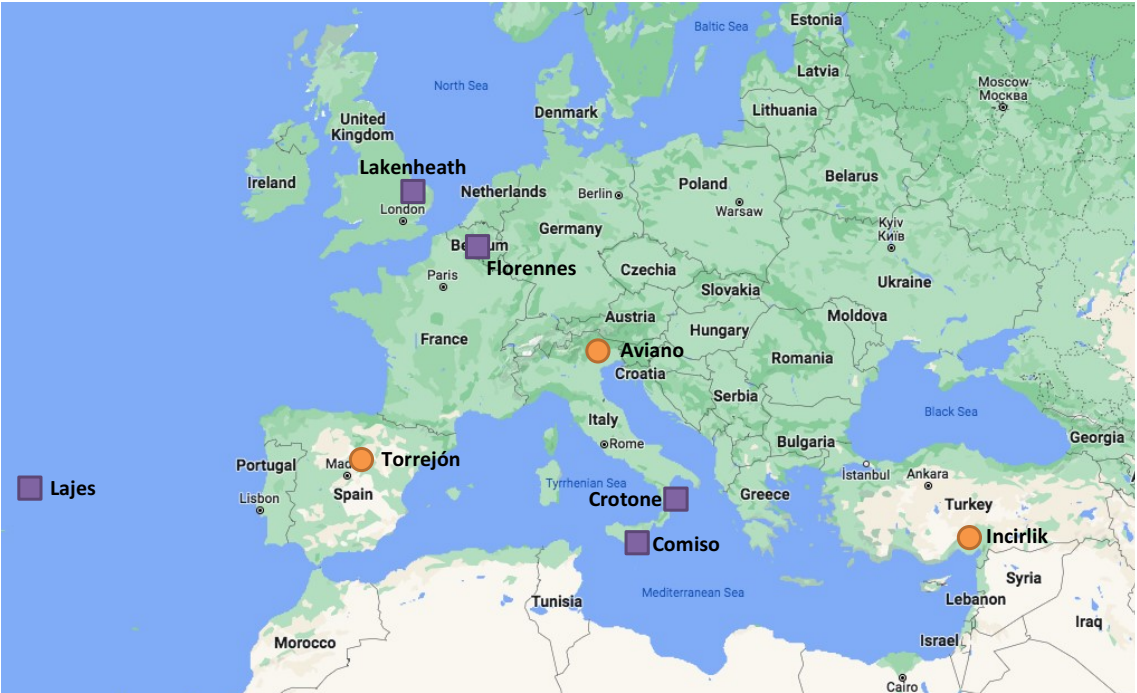 Estonia
Baltic Sea
Latvia
Moscow
Москва
North Sea
Denmark
Lithuania
United
Kingdom
Lakenheath
Belarus
Ireland
Netherlands
Berlin
Poland
Warsaw
London
Kyiv
Київ
Germany
Florennes
Paris
Czechia
Ukraine
Slovakia
Austria
Moldova
France
Hungary
Aviano
Romania
Croatia
Serbia
Italy
Black Sea
Rome
Bulgaria
Georgia
Portugal
Torrejón
İstanbul
Ankara
Lajes
Lisbon
Spain
Tyrrhenian Sea
Crotone
Greece
Turkey
Comiso
Incirlik
Syria
Mediterranean Sea
Tunisia
Lebanon
Iraq
Morocco
Israel
Cairo